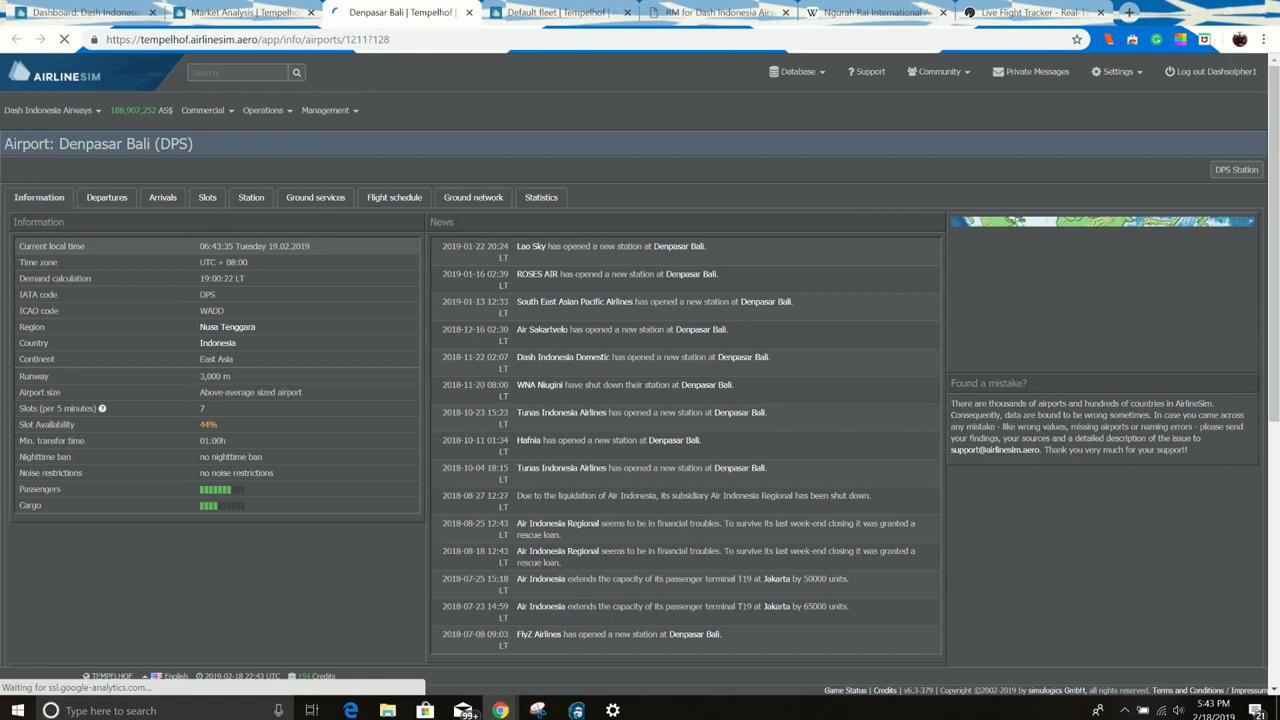 Dashboard: Dash Indonesi
Market Analysis | Tempelh
Denpasar Bali | Tempelhof |
Default fleet | Tempelhof |
RM for Dash Indonesia Air
Ngurah Rai International A
Live Flight Tracker - Real-T
https://tempelhof.airlinesim.aero/app/info/airports/1211?128
AIRLINESIM
Search
Database
Support
Community
Private Messages
Settings
Log out Dashsolpher1
Dash Indonesia Airways
188,907,252 AS$
Commercial
Operations
Management
Airport: Denpasar Bali (DPS)
DPS Station
Information
Departures
Arrivals
Slots
Station
Ground services
Flight schedule
Ground network
Statistics
Information
Current local time 06:43:35 Tuesday 19.02.2019
Time zone UTC + 08:00
Demand calculation 19:00:22 LT
IATA code DPS
ICAO code WADD
Region Nusa Tenggara
Country Indonesia
Continent East Asia
Runway 3,000 m
Airport size Above-average sized airport
Slots (per 5 minutes) ? 7
Slot Availability 44%
Min. transfer time 01:00h
Nighttime ban no nighttime ban
Noise restrictions no noise restrictions
Passengers
Cargo
News
2019-01-22 20:24 Lao Sky has opened a new station at Denpasar Bali.
LT
2019-01-16 02:39 ROSES AIR has opened a new station at Denpasar Bali.
LT
2019-01-13 12:33 South East Asian Pacific Airlines has opened a new station at Denpasar Bali.
LT
2018-12-16 02:30 Air Sakartvelo has opened a new station at Denpasar Bali.
LT
2018-11-22 02:07 Dash Indonesia Domestic has opened a new station at Denpasar Bali.
LT
2018-11-20 08:00 WNA Niugini have shut down their station at Denpasar Bali.
LT
2018-10-23 15:23 Tunas Indonesia Airlines has opened a new station at Denpasar Bali.
LT
2018-10-11 01:34 Hafnia has opened a new station at Denpasar Bali.
LT
2018-10-04 18:15 Tunas Indonesia Airlines has opened a new station at Denpasar Bali.
LT
2018-08-27 12:27 Due to the liquidation of Air Indonesia, its subsidiary Air Indonesia Regional has been shut down.
LT
2018-08-25 12:43 Air Indonesia Regional seems to be in financial troubles. To survive its last week-end closing it was granted a
LT rescue loan.
2018-08-18 12:43 Air Indonesia Regional seems to be in financial troubles. To survive its last week-end closing it was granted a
LT rescue loan.
2018-07-25 15:18 Air Indonesia extends the capacity of its passenger terminal T19 at Jakarta by 50000 units.
LT
2018-07-23 14:59 Air Indonesia extends the capacity of its passenger terminal T19 at Jakarta by 65000 units.
LT
2018-07-08 09:03 FlyZ Airlines has opened a new station at Denpasar Bali.
LT
Found a mistake?
There are thousands of airports and hundreds of countries in AirlineSim.
Consequently, data are bound to be wrong sometimes. In case you came across
any mistake - like wrong values, missing airports or naming errors - please send
your findings, your sources and a detailed description of the issue to
support@airlinesim.aero. Thank you very much for your support!
TEMPELHOF
English
2019-02-18 22:43 UTC
154 Credits
Waiting for ssl.google-analytics.com...
Game Status | Credits | v6.3-379 | Copyright ©2002-2019 by simulogics GmbH, all rights reserved. Terms and Conditions / Impressum
Type here to search
99+
5:43 PM
2/18/2019
21